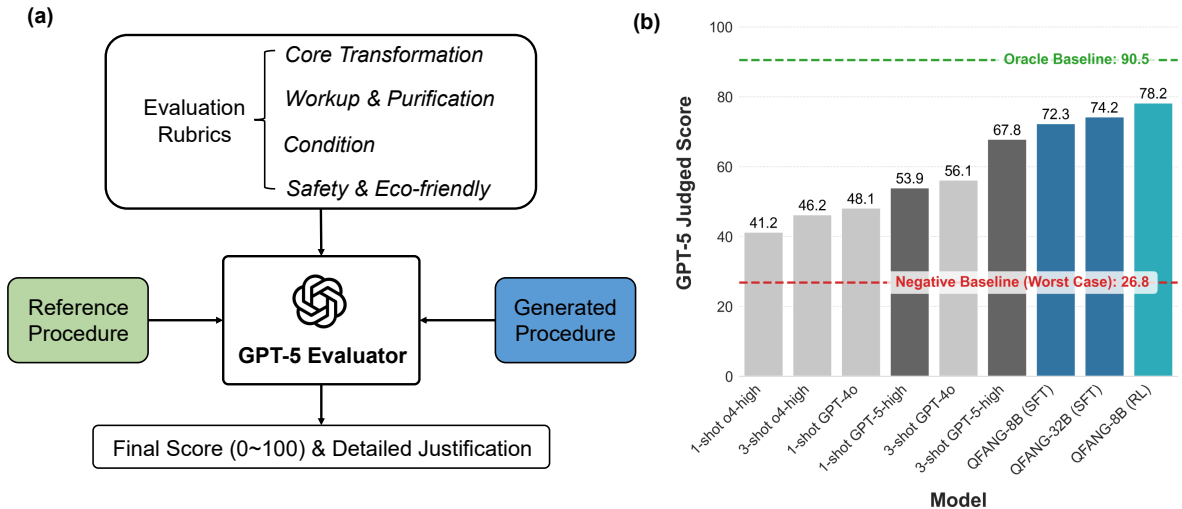 (a)
Evaluation
Rubrics
Core Transformation
Workup & Purification
Condition
Safety & Eco-friendly
Reference
Procedure
GPT-5 Evaluator
Generated
Procedure
Final Score (0~100) & Detailed Justification
(b)
GPT-5 Judged Score
100
80
60
40
20
0
Oracle Baseline: 90.5
Negative Baseline (Worst Case): 26.8
41.2
46.2
48.1
53.9
56.1
67.8
72.3
74.2
78.2
1-shot o4-high
3-shot o4-high
1-shot GPT-4o
1-shot GPT-5-high
3-shot GPT-4o
3-shot GPT-5-high
QFANG-8B (SFT)
QFANG-32B (SFT)
QFANG-8B (RL)
Model